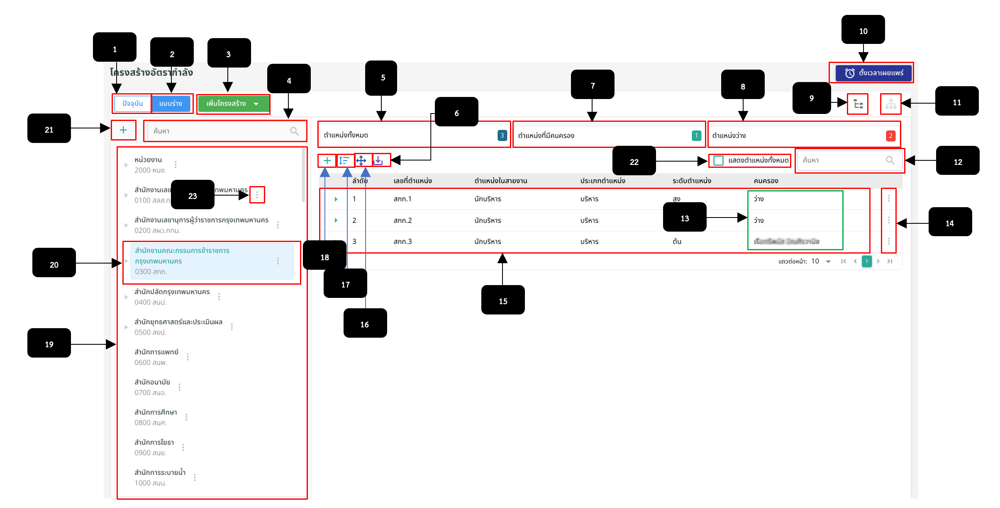 10
1
2
3
4
5
7
8
9
11
6
21
22
12
23
13
14
20
18
17
15
16
19
โครงสร้างอัตรากำลัง
ตั้งเวลาเผยแพร่
ปัจจุบัน
แบบร่าง
เพิ่มโครงสร้าง
ค้นหา
หน่วยงาน
2000 หนง.
สำนักงานเลข
ทพมหานคร
0100 สลส.ก
สำนักงานเลขานุการผู้ว่าราชการกรุงเทพมหานคร
0200 สผว.กทม.
สำนักงานคณะกรรมการข้าราชการ
กรุงเทพมหานคร
0300 สกก.
สำนักปลัดกรุงเทพมหานคร
0400 สนป.
สำนักยุทธศาสตร์และประเมินผล
0500 สยป.
สำนักการแพทย์
0600 สนพ.
สำนักอนามัย
0700 สนอ.
สำนักการศึกษา
0800 สนศ.
สำนักการโยธา
0900 สนย.
สำนักการระบายน้ำ
1000 สนน.
ตำแหน่งทั้งหมด 3
ตำแหน่งที่มีคนครอง 1
ตำแหน่งว่าง 2
แสดงตำแหน่งทั้งหมด
ค้นหา
ลำดับ เลขที่ตำแหน่ง ตำแหน่งในสายงาน ประเภทตำแหน่ง ระดับตำแหน่ง คนครอง
1 สกก.1 นักบริหาร บริหาร สูง ว่าง
2 สกก.2 นักบริหาร บริหาร ว่าง
3 สกก.3 นักบริหาร บริหาร ต้น
แถวต่อหน้า: 10 1